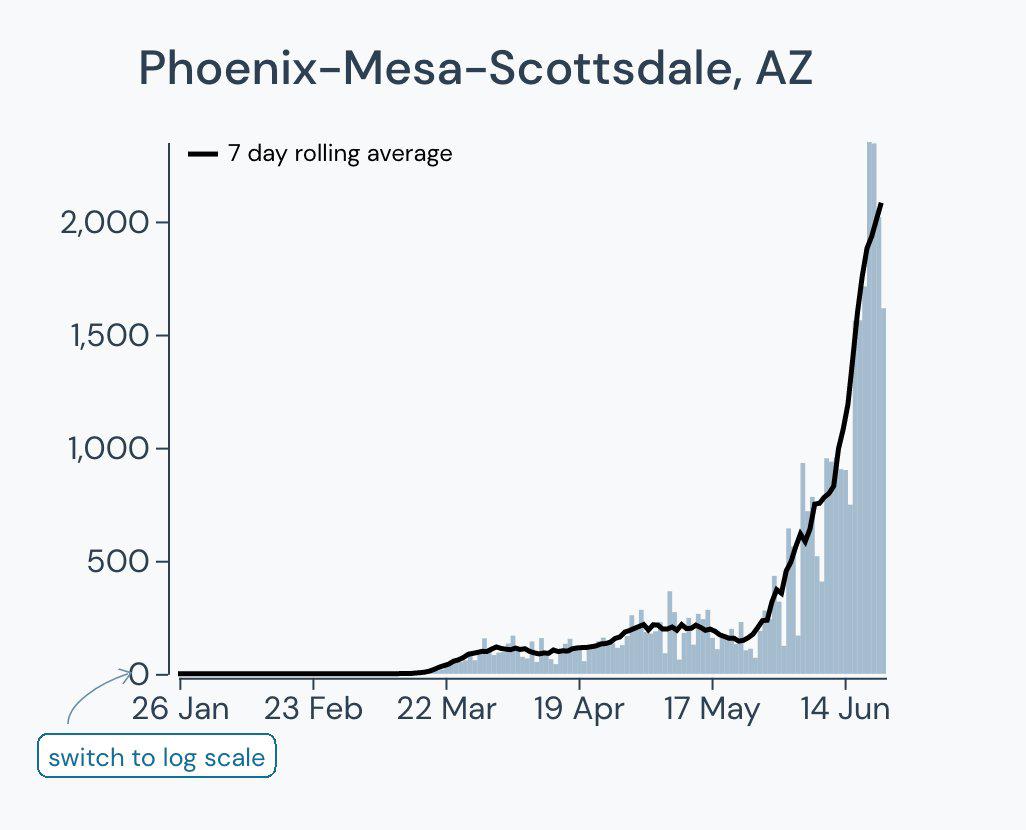 Phoenix-Mesa-Scottsdale, AZ
7 day rolling average
2,000
1,500
1,000
500
0
26 Jan 23 Feb 22 Mar 19 Apr 17 May 14 Jun
switch to log scale